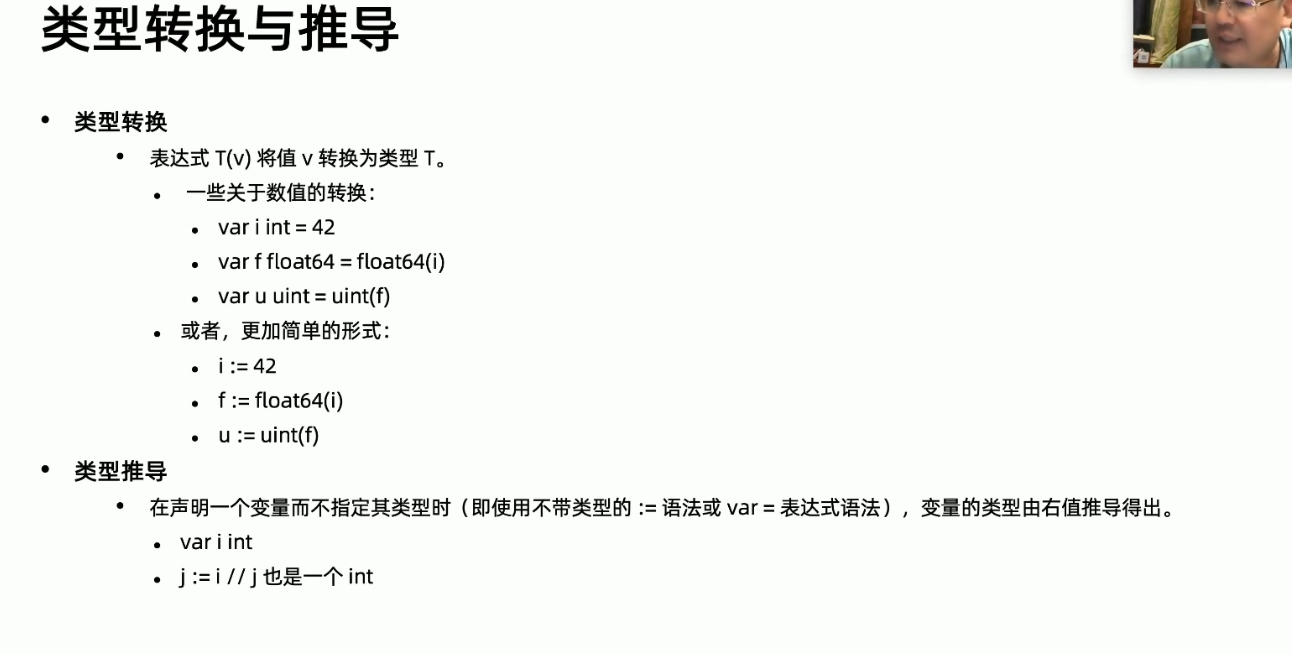 类型转换与推导
• 类型转换
• 表达式 T(v) 将值 v 转换为类型 T。
• 一些关于数值的转换：
• var i int = 42
• var f float64 = float64(i)
• var u uint = uint(f)
• 或者，更加简单的形式：
• i := 42
• f := float64(i)
• u := uint(f)
• 类型推导
• 在声明一个变量而不指定其类型时（即使用不带类型的 := 语法或 var = 表达式语法），变量的类型由右值推导得出。
• var i int
• j := i // j 也是一个 int